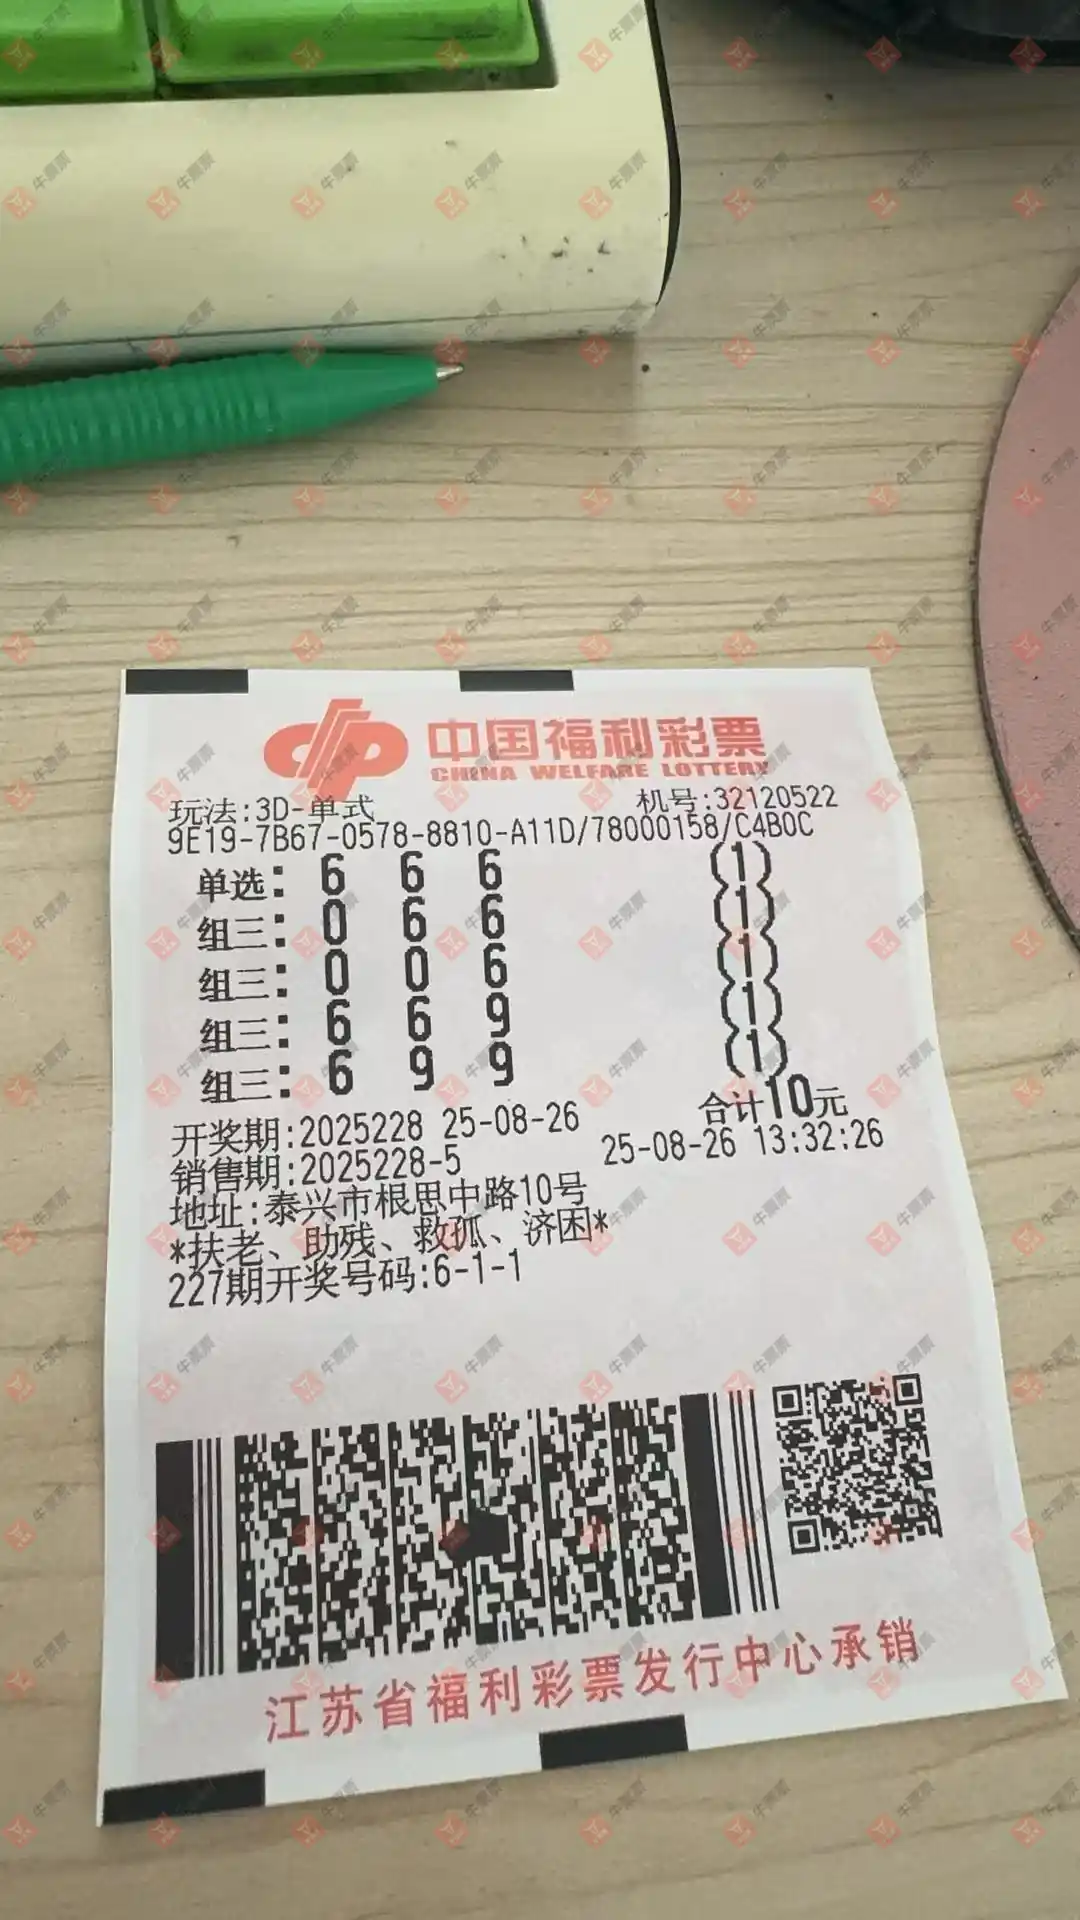 中国福利彩票
CHINA WELFARE LOTTERY
玩法:3D-单式 机号:32120522
9E19-7B67-0578-8810-A11D/78000158/C4B0C
单选: 6 6 6 (1)
组三: 0 6 6 (1)
组三: 0 0 6 (1)
组三: 6 6 9 (1)
组三: 6 9 9 (1)
合计10元
开奖期:2025228 25-08-26
销售期:2025228-5 25-08-26 13:32:26
地址:泰兴市根思中路10号
*扶老、助残、救孤、济困*
227期开奖号码:6-1-1
江苏省福利彩票发行中心承销